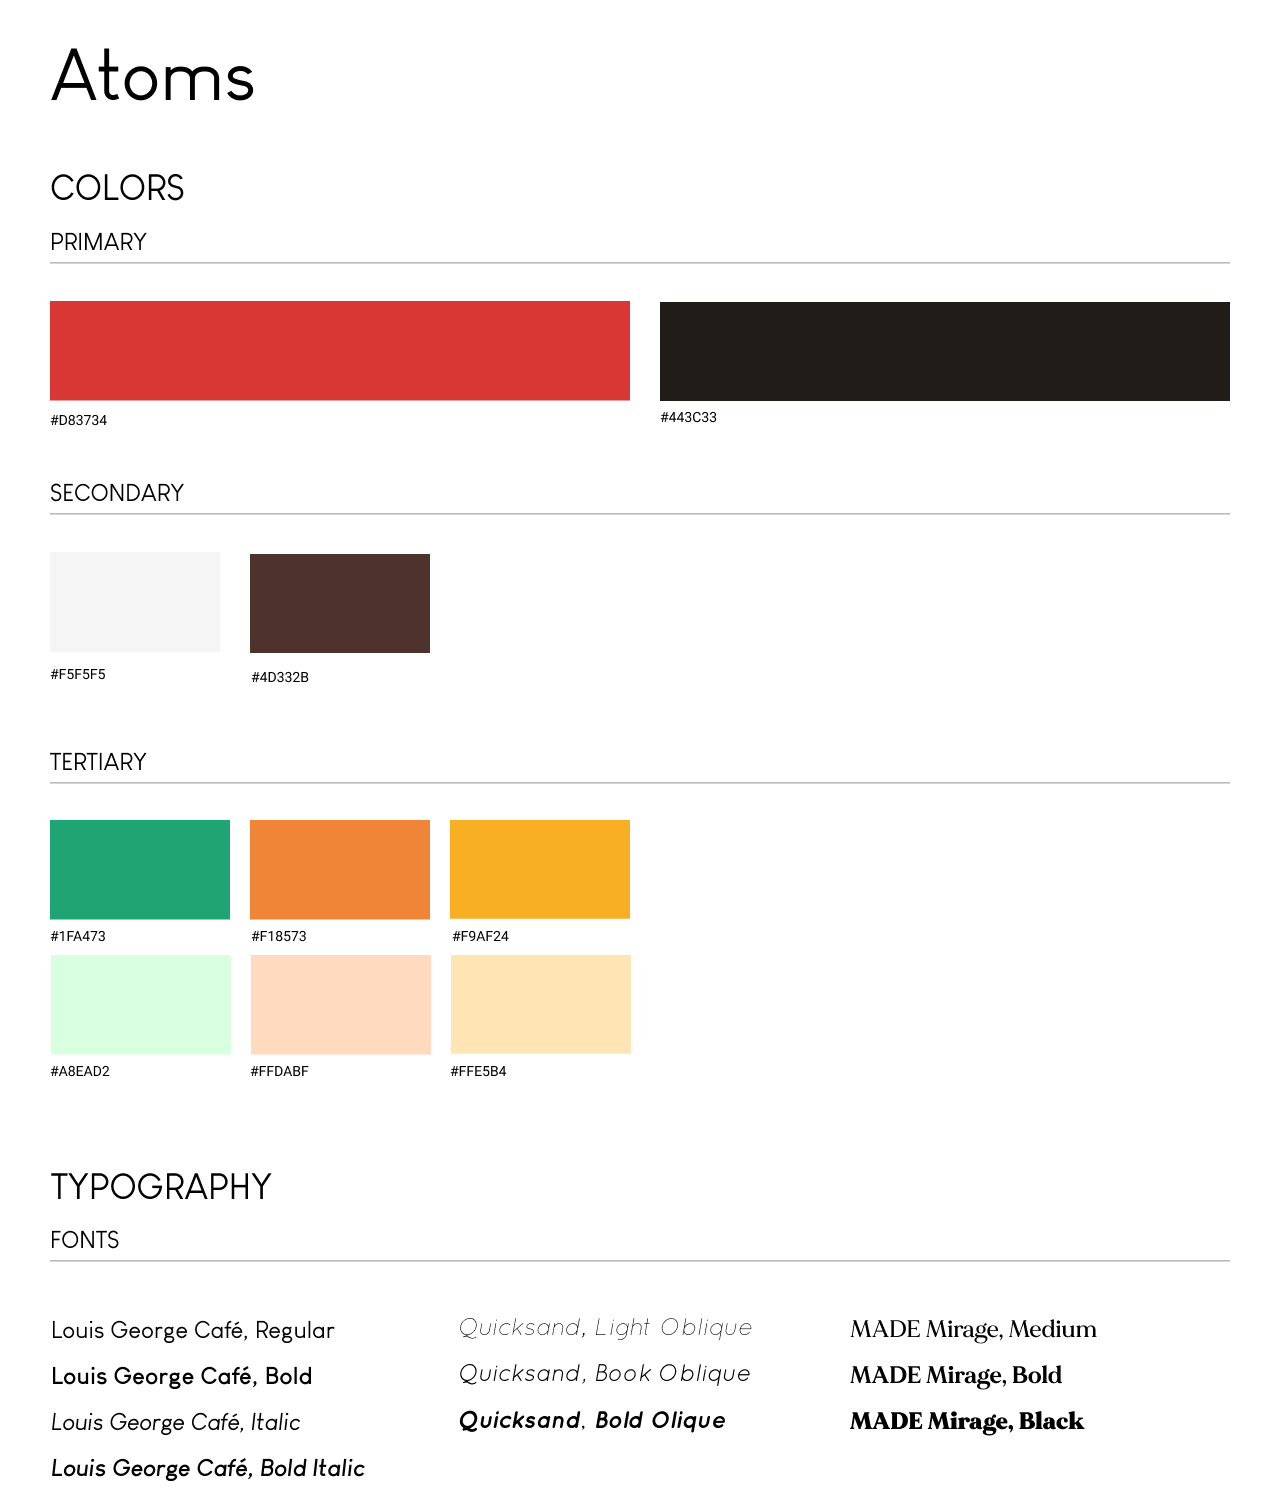 Atoms
COLORS
PRIMARY
#D83734
#443C33
SECONDARY
#F5F5F5
#4D332B
TERTIARY
#1FA473
#F18573
#F9AF24
#A8EAD2
#FFDABF
#FFE5B4
TYPOGRAPHY
FONTS
Louis George Café, Regular
Louis George Café, Bold
Louis George Café, Italic
Louis George Café, Bold Italic
Quicksand, Light Oblique
Quicksand, Book Oblique
Quicksand, Bold Olique
MADE Mirage, Medium
MADE Mirage, Bold
MADE Mirage, Black